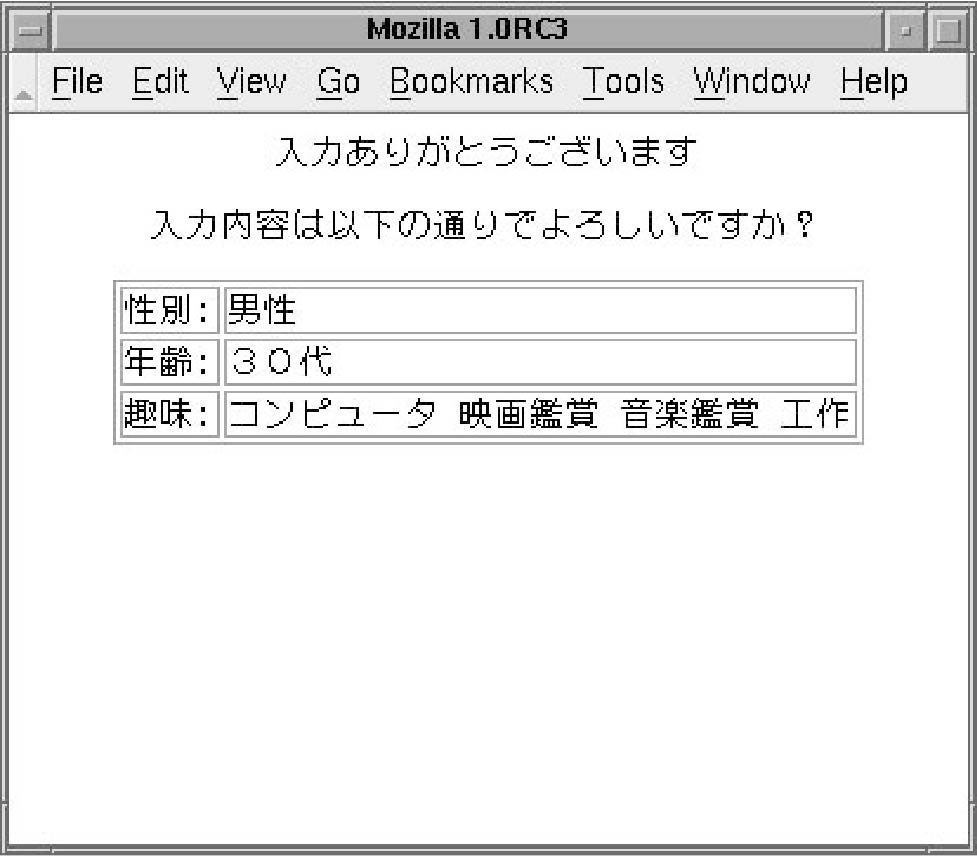 Mozilla 1.0RC3
File Edit View Go Bookmarks Tools Window Help
入力ありがとうございます
入力内容は以下の通りでよろしいですか？
性別: 男性
年齢: ３０代
趣味: コンピュータ 映画鑑賞 音楽鑑賞 工作